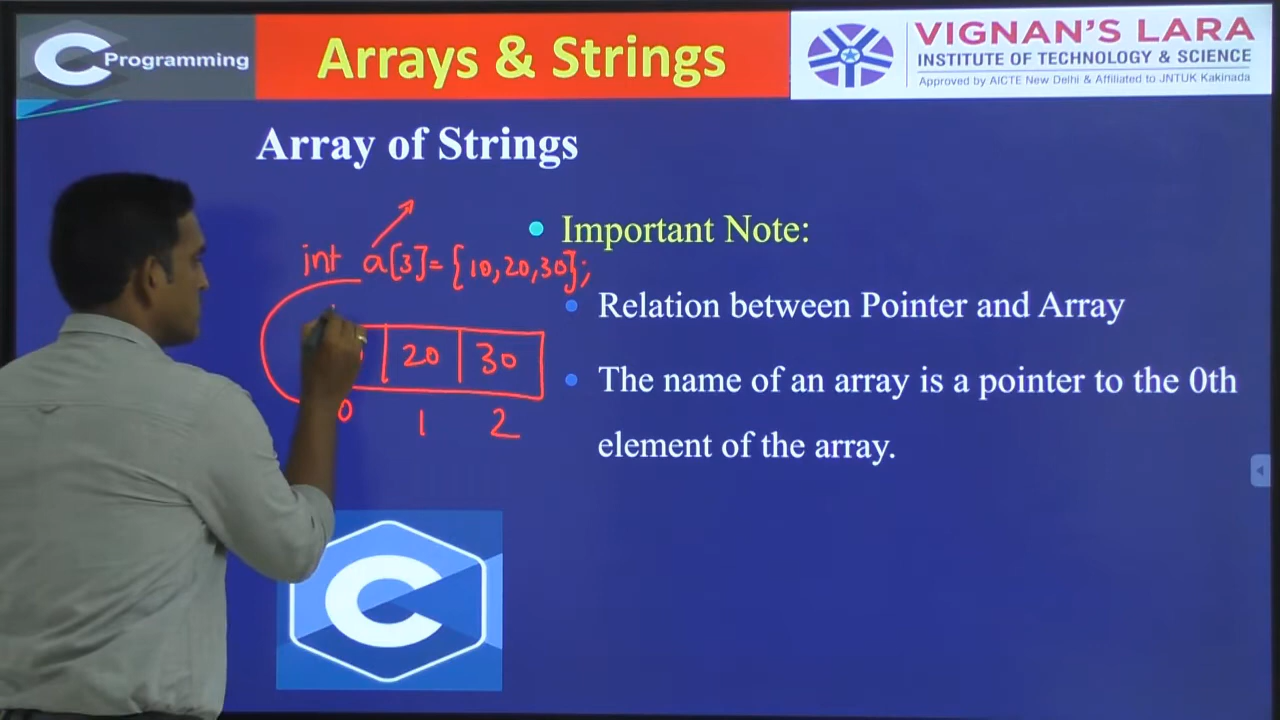 C Programming
Arrays & Strings
VIGNAN'S LARA
INSTITUTE OF TECHNOLOGY & SCIENCE
Approved by AICTE New Delhi & Affiliated to JNTUK Kakinada
Array of Strings
Important Note:
int a[3]={10,20,30};
Relation between Pointer and Array
20 30
The name of an array is a pointer to the 0th
0 1 2
element of the array.
C